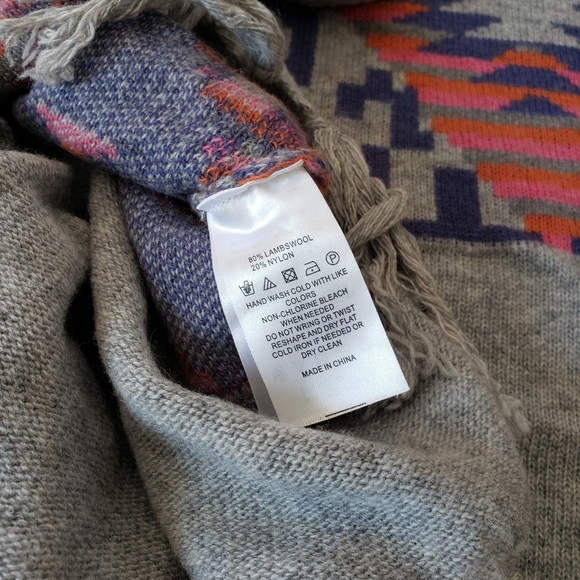 80% LAMBSWOOL
20% NYLON
HAND WASH COLD WITH LIKE
COLORS
NON-CHLORINE BLEACH
WHEN NEEDED
DO NOT WRING OR TWIST
RESHAPE AND DRY FLAT
COLD IRON IF NEEDED OR
DRY CLEAN
MADE IN CHINA